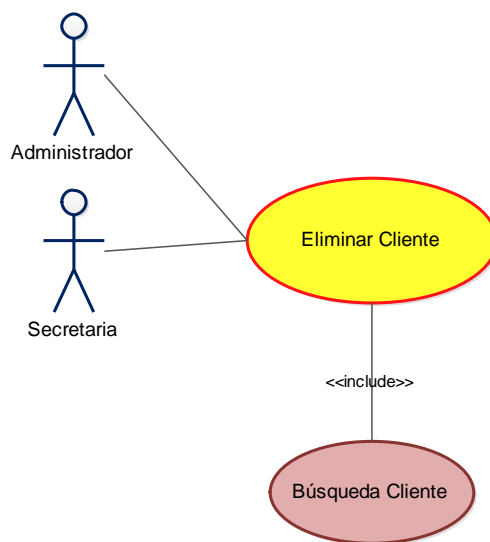 Administrador
Eliminar Cliente
Secretaria
<<include>>
Búsqueda Cliente